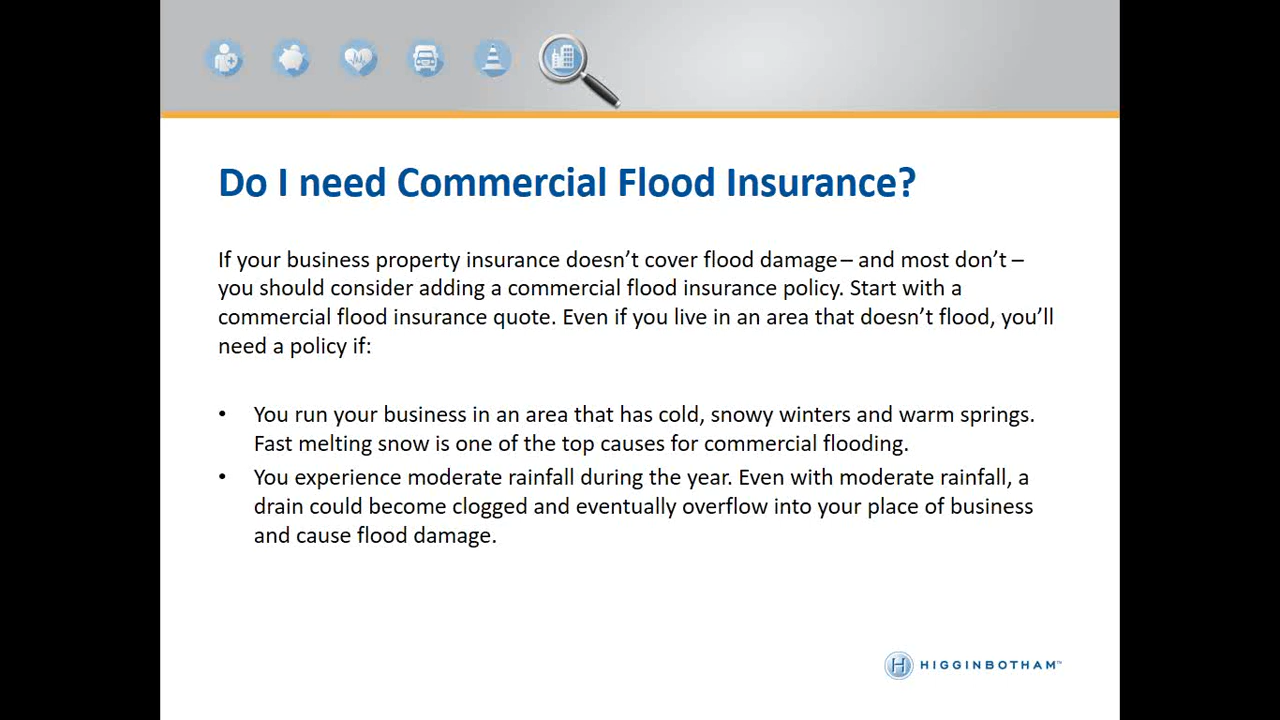 Do I need Commercial Flood Insurance?
If your business property insurance doesn’t cover flood damage – and most don’t –
you should consider adding a commercial flood insurance policy. Start with a
commercial flood insurance quote. Even if you live in an area that doesn’t flood, you’ll
need a policy if:
• You run your business in an area that has cold, snowy winters and warm springs.
Fast melting snow is one of the top causes for commercial flooding.
• You experience moderate rainfall during the year. Even with moderate rainfall, a
drain could become clogged and eventually overflow into your place of business
and cause flood damage.
H HIGGINBOTHAM™